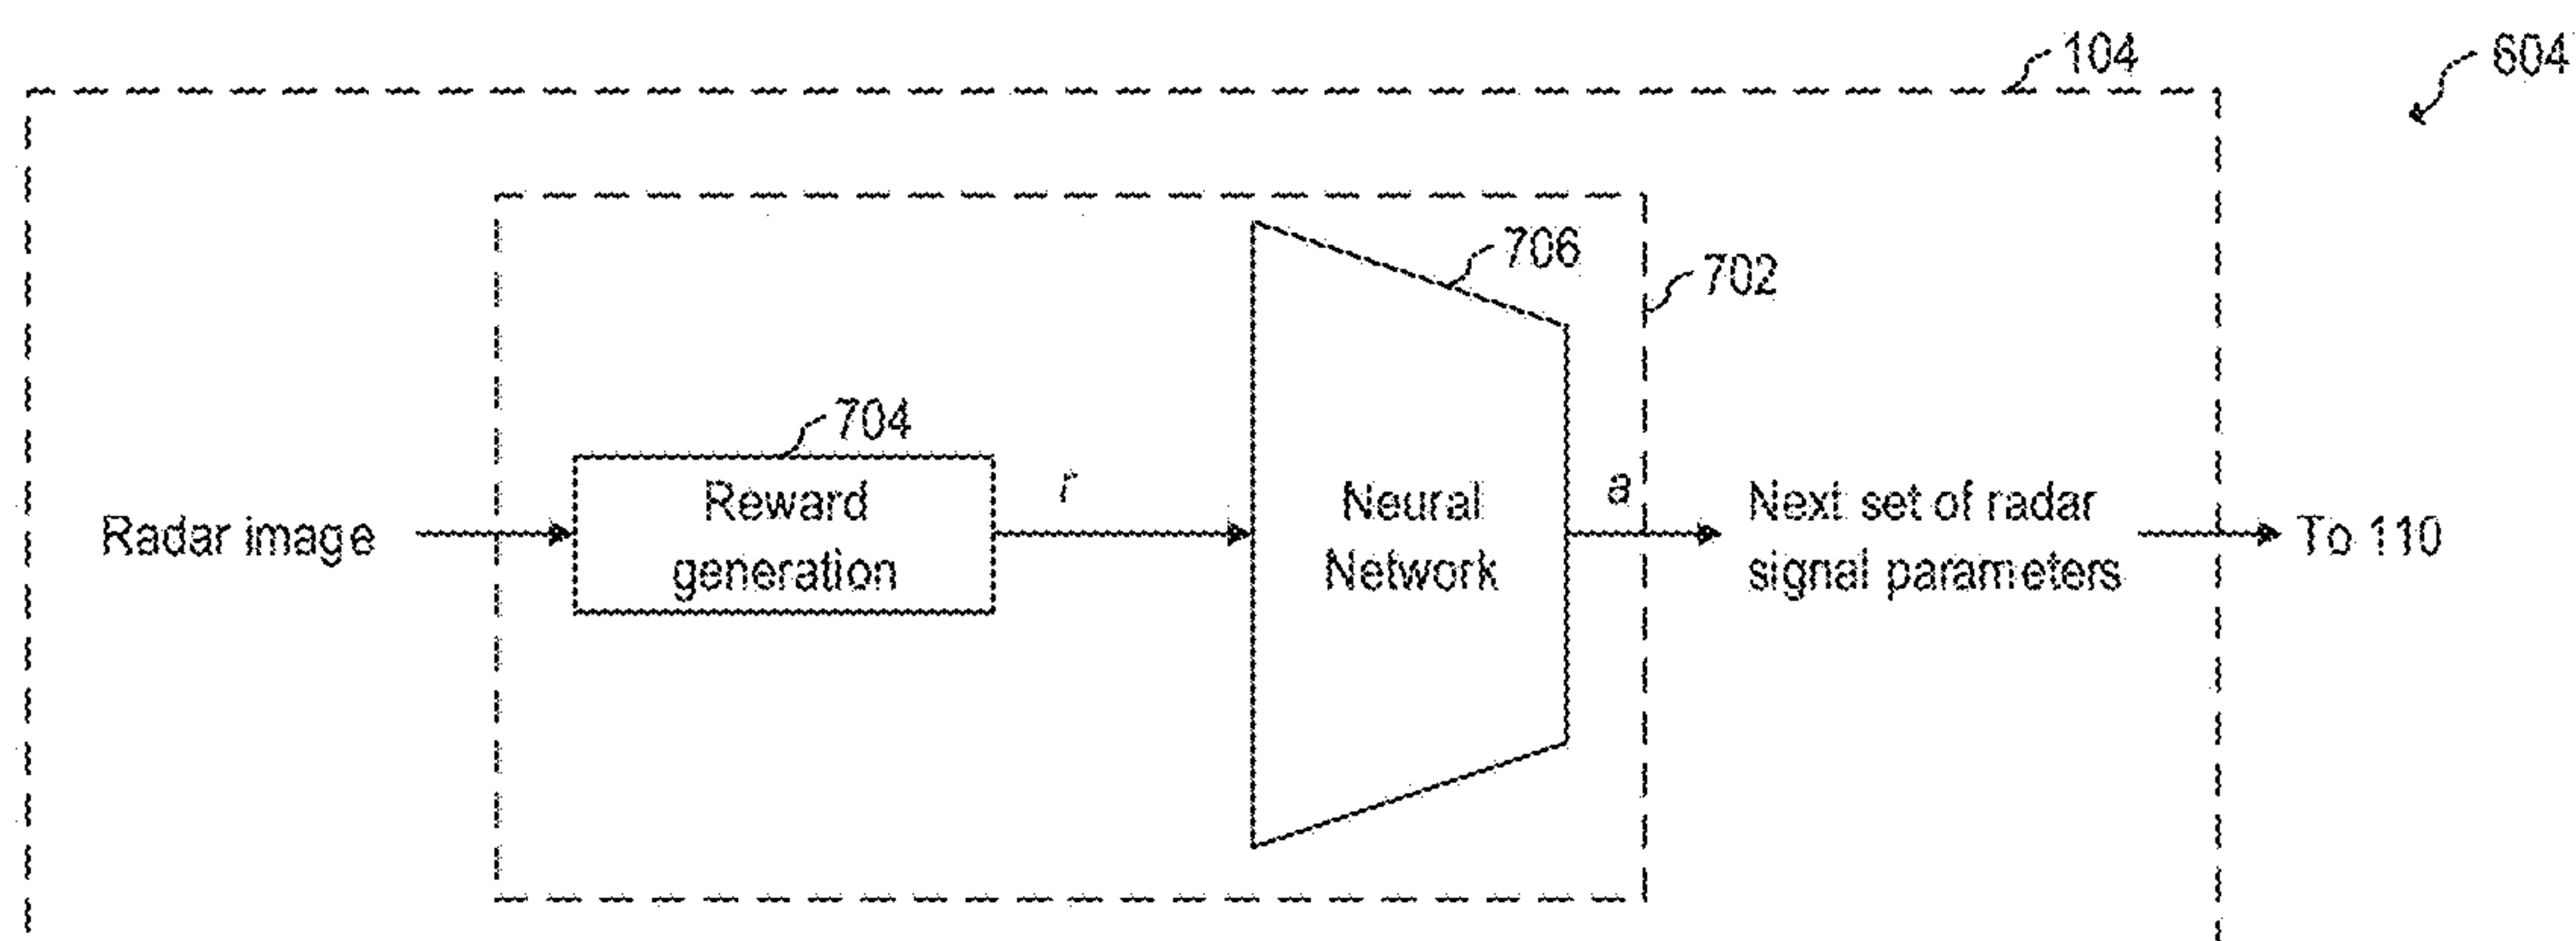 104
604
706
702
704
Radar image
Reward
generation
r
Neural
Network
a
Next set of radar
signal parameters
To 110